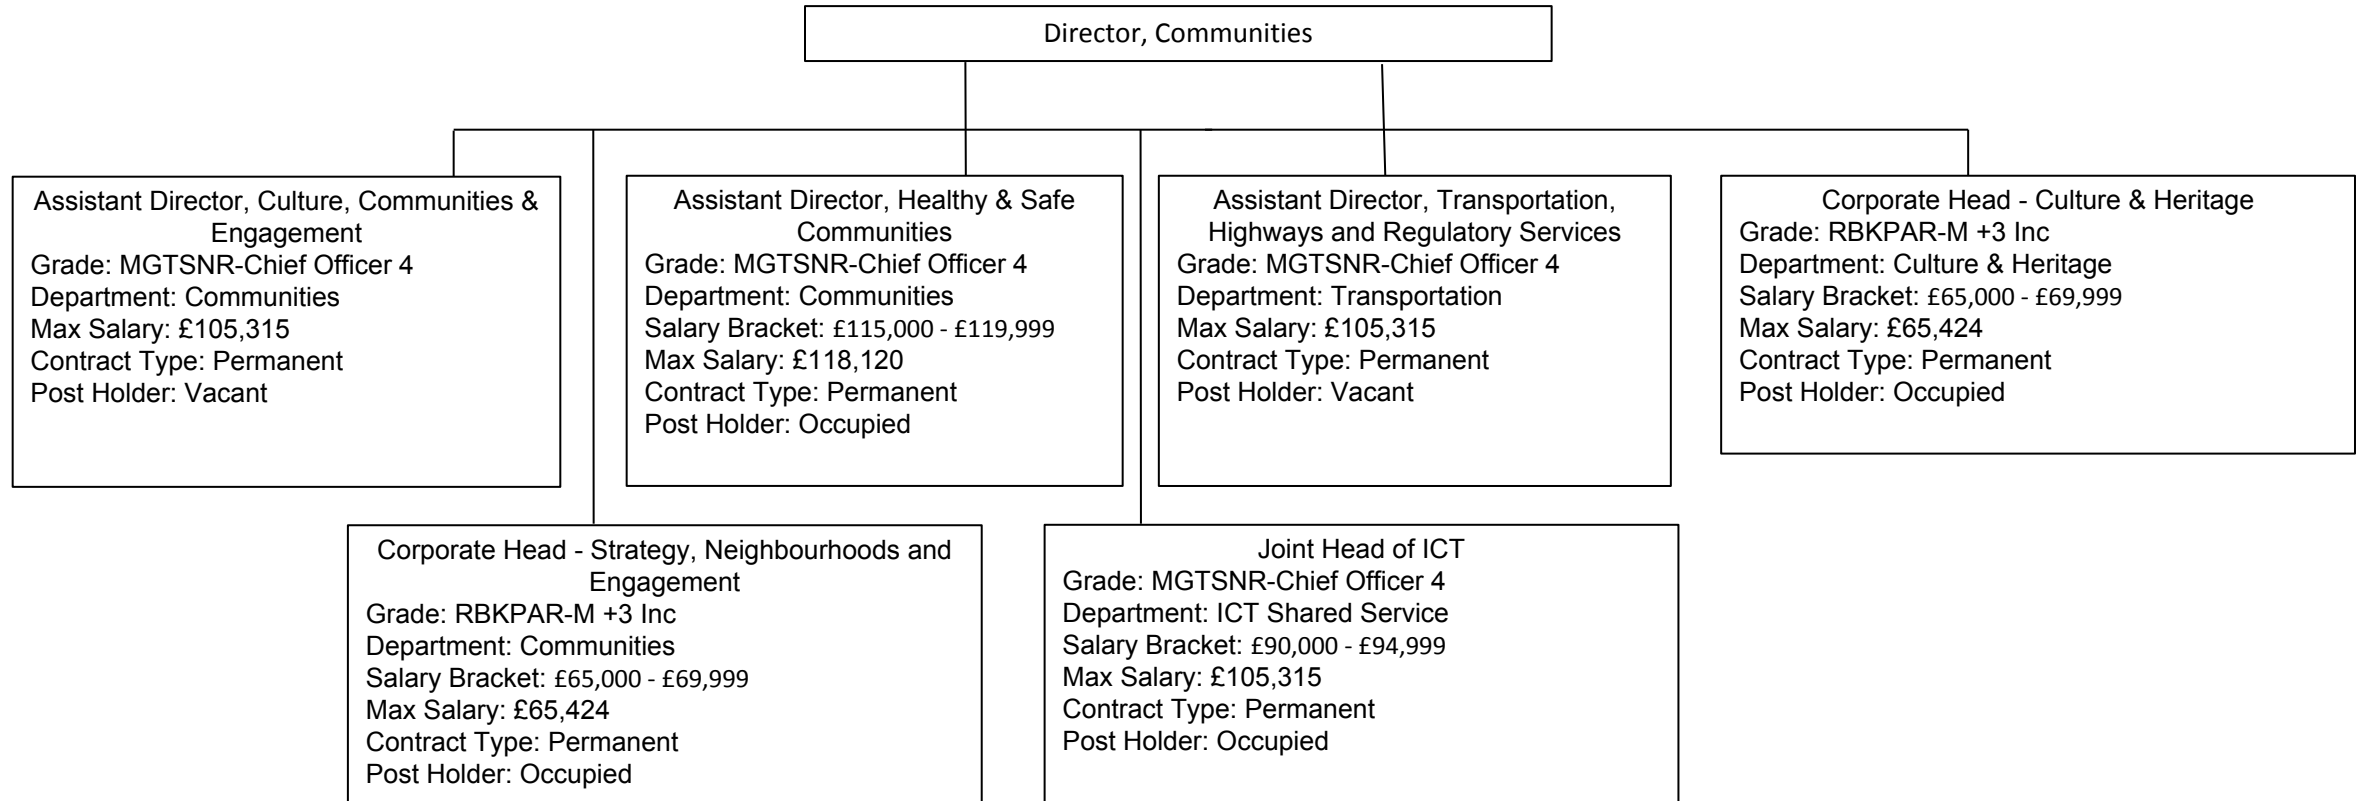 Director, Communities
Assistant Director, Culture, Communities &
Engagement
Grade: MGTSNR-Chief Officer 4
Department: Communities
Max Salary: £105,315
Contract Type: Permanent
Post Holder: Vacant
Assistant Director, Healthy & Safe
Communities
Grade: MGTSNR-Chief Officer 4
Department: Communities
Salary Bracket: £115,000 - £119,999
Max Salary: £118,120
Contract Type: Permanent
Post Holder: Occupied
Assistant Director, Transportation,
Highways and Regulatory Services
Grade: MGTSNR-Chief Officer 4
Department: Transportation
Max Salary: £105,315
Contract Type: Permanent
Post Holder: Vacant
Corporate Head - Culture & Heritage
Grade: RBKPAR-M +3 Inc
Department: Culture & Heritage
Salary Bracket: £65,000 - £69,999
Max Salary: £65,424
Contract Type: Permanent
Post Holder: Occupied
Corporate Head - Strategy, Neighbourhoods and
Engagement
Grade: RBKPAR-M +3 Inc
Department: Communities
Salary Bracket: £65,000 - £69,999
Max Salary: £65,424
Contract Type: Permanent
Post Holder: Occupied
Joint Head of ICT
Grade: MGTSNR-Chief Officer 4
Department: ICT Shared Service
Salary Bracket: £90,000 - £94,999
Max Salary: £105,315
Contract Type: Permanent
Post Holder: Occupied